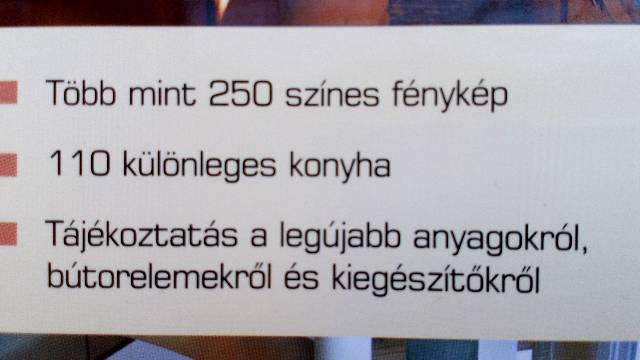 Több mint 250 színes fénykép
110 különleges konyha
Tájékoztatás a legújabb anyagokról,
bútorelemekről és kiegészítőkről